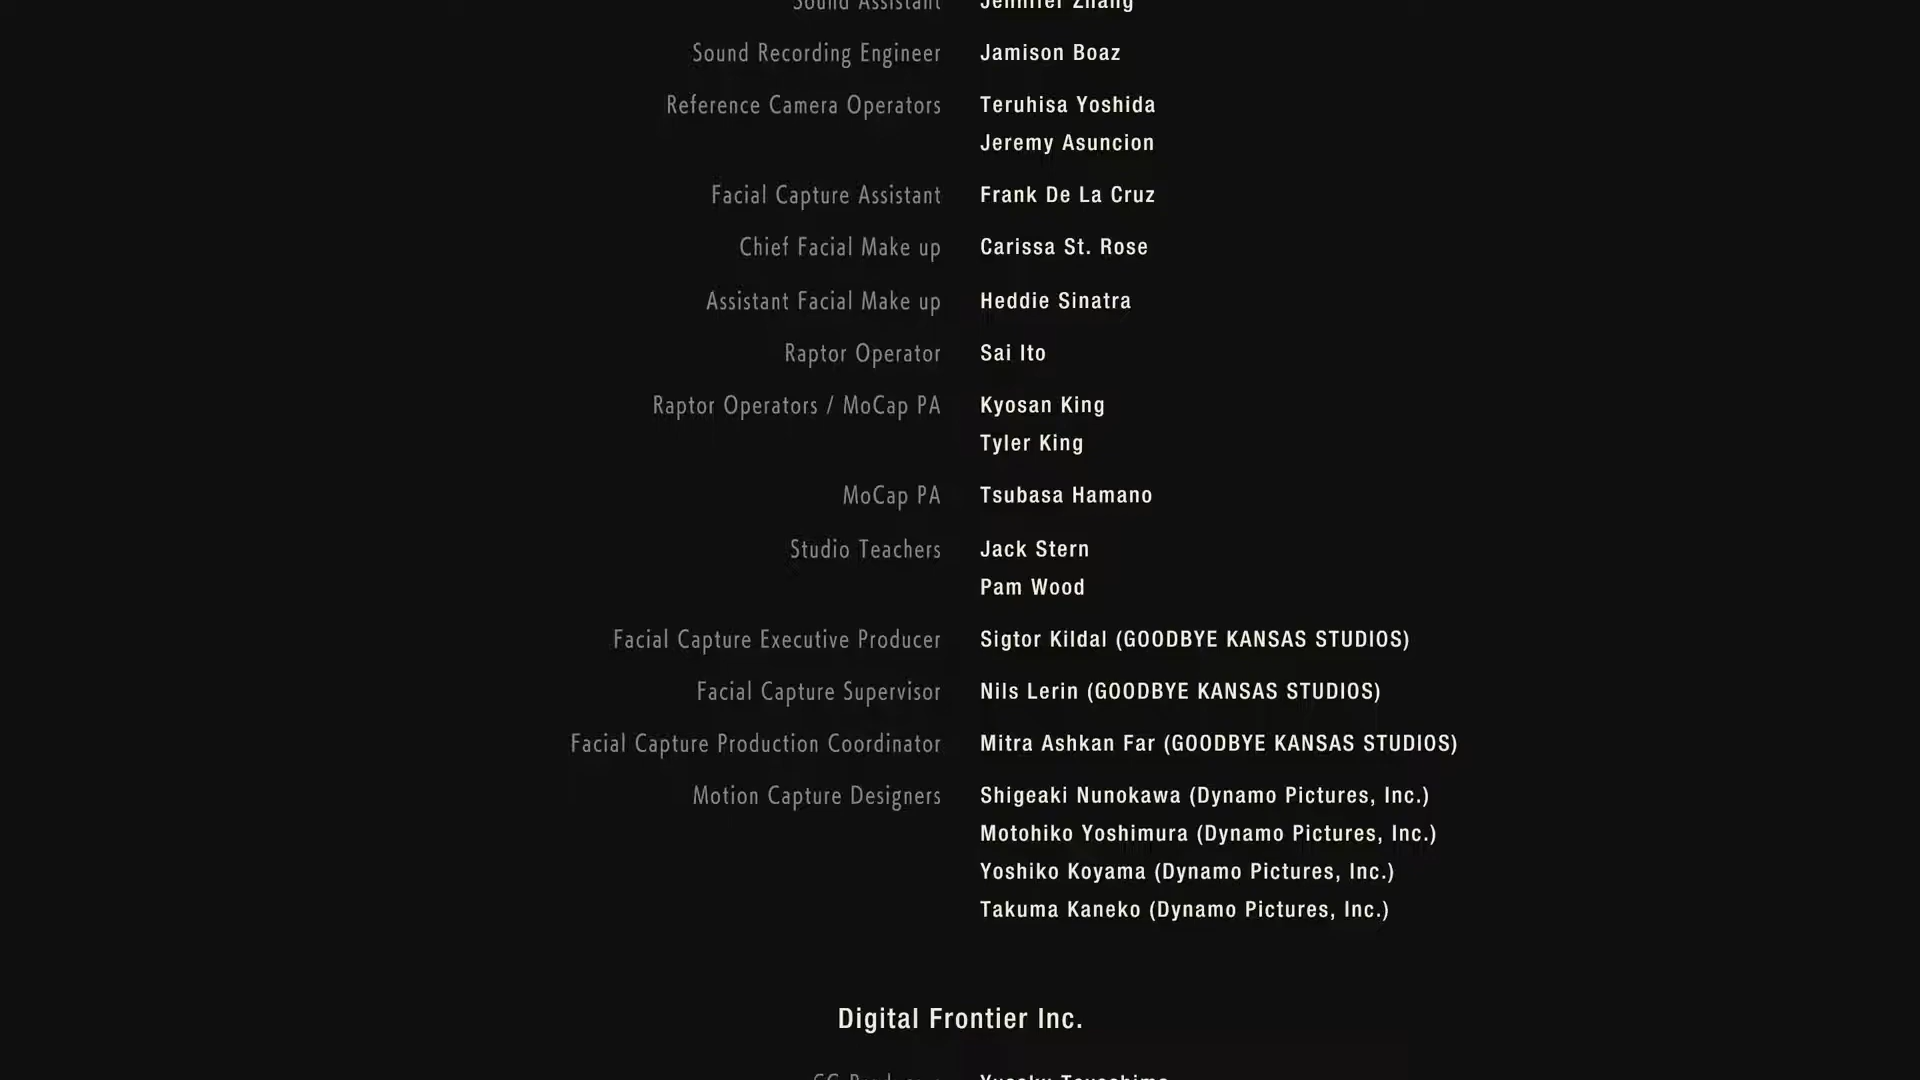 Sound Assistant Jennifer Zhang
Sound Recording Engineer Jamison Boaz
Reference Camera Operators Teruhisa Yoshida
Jeremy Asuncion
Facial Capture Assistant Frank De La Cruz
Chief Facial Make up Carissa St. Rose
Assistant Facial Make up Heddie Sinatra
Raptor Operator Sai Ito
Raptor Operators / MoCap PA Kyosan King
Tyler King
MoCap PA Tsubasa Hamano
Studio Teachers Jack Stern
Pam Wood
Facial Capture Executive Producer Sigtor Kildal (GOODBYE KANSAS STUDIOS)
Facial Capture Supervisor Nils Lerin (GOODBYE KANSAS STUDIOS)
Facial Capture Production Coordinator Mitra Ashkan Far (GOODBYE KANSAS STUDIOS)
Motion Capture Designers Shigeaki Nunokawa (Dynamo Pictures, Inc.)
Motohiko Yoshimura (Dynamo Pictures, Inc.)
Yoshiko Koyama (Dynamo Pictures, Inc.)
Takuma Kaneko (Dynamo Pictures, Inc.)
Digital Frontier Inc.